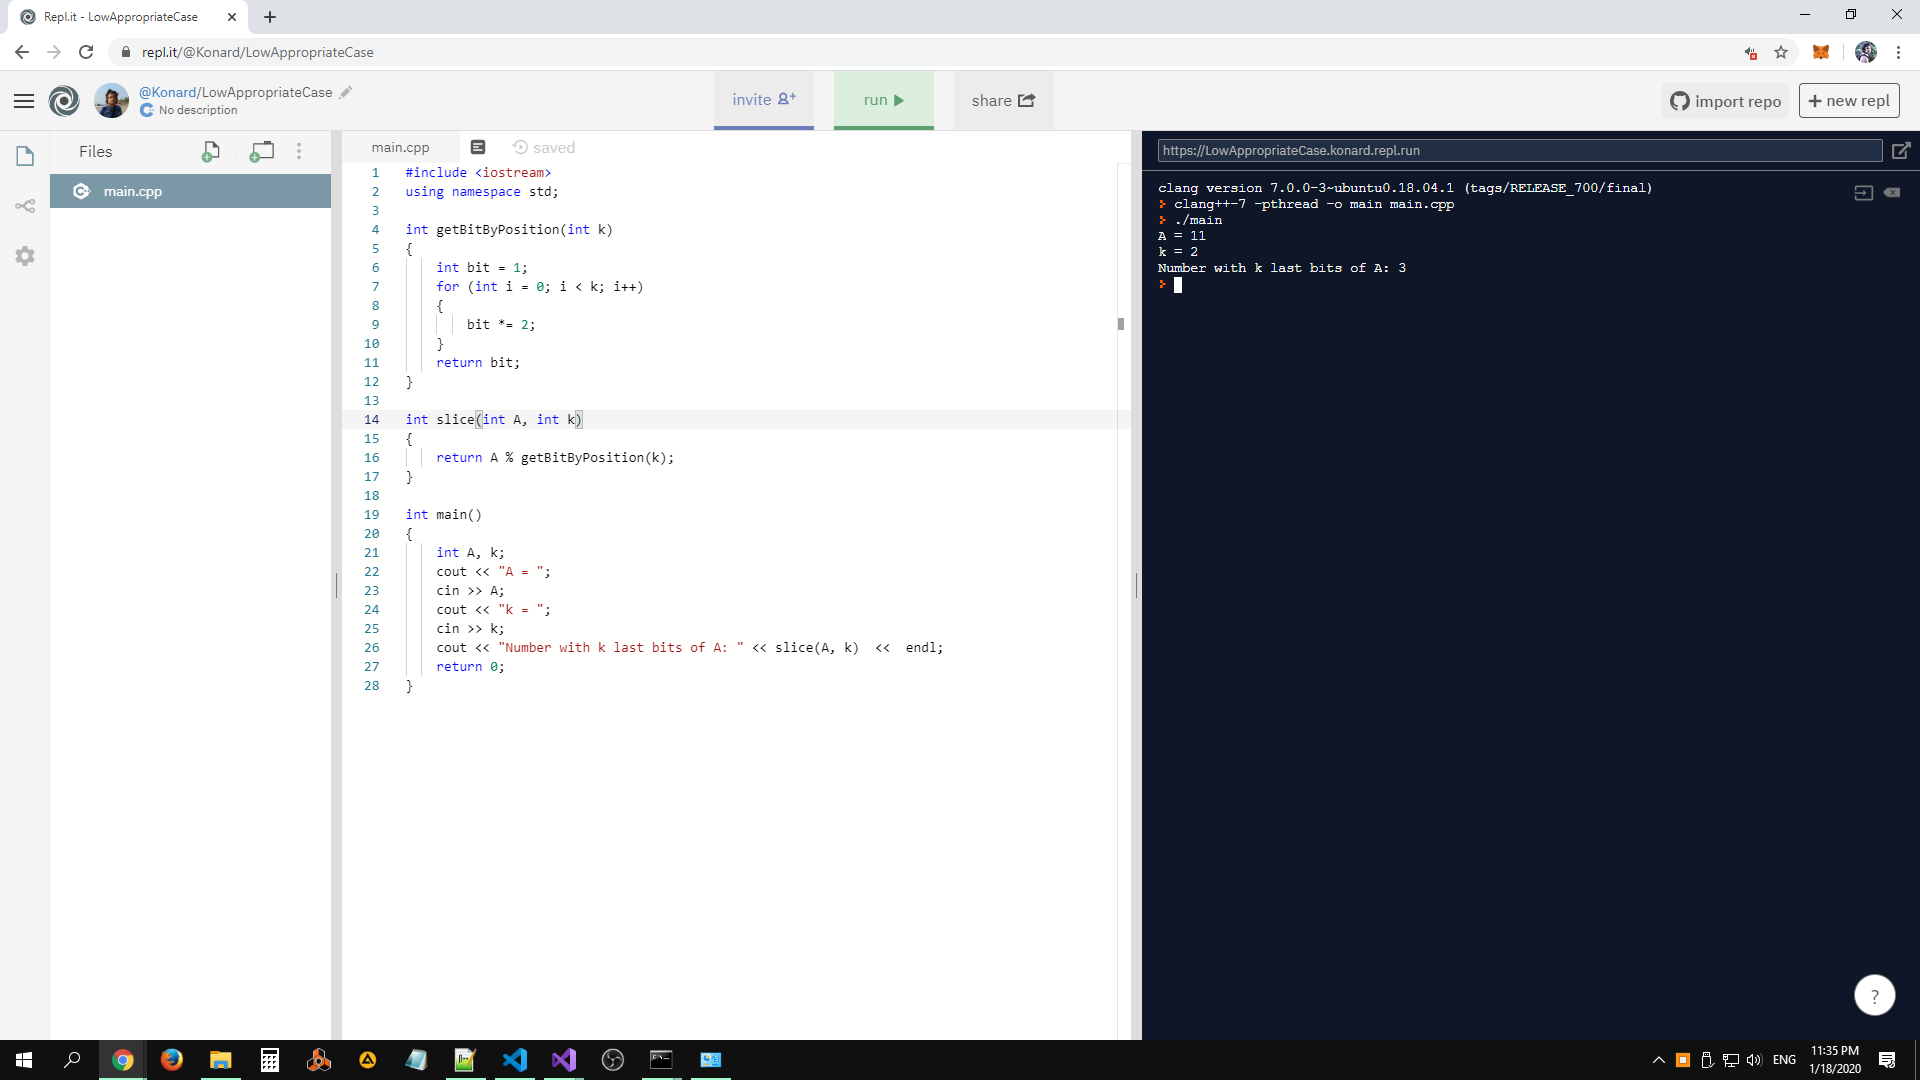 Repl.it - LowAppropriateCase
repl.it/@Konard/LowAppropriateCase
@Konard/LowAppropriateCase
No description
invite
run
share
import repo
+ new repl
Files
main.cpp
main.cpp
saved
1 #include <iostream>
2 using namespace std;
3
4 int getBitByPosition(int k)
5 {
6 int bit = 1;
7 for (int i = 0; i < k; i++)
8 {
9 bit *= 2;
10 }
11 return bit;
12 }
13
14 int slice(int A, int k)
15 {
16 return A % getBitByPosition(k);
17 }
18
19 int main()
20 {
21 int A, k;
22 cout << "A = ";
23 cin >> A;
24 cout << "k = ";
25 cin >> k;
26 cout << "Number with k last bits of A: " << slice(A, k)  <<  endl;
27 return 0;
28 }
https://LowAppropriateCase.konard.repl.run
clang version 7.0.0-3~ubuntu0.18.04.1 (tags/RELEASE_700/final)
> clang++-7 -pthread -o main main.cpp
> ./main
A = 11
k = 2
Number with k last bits of A: 3
>
?
ENG
11:35 PM
1/18/2020